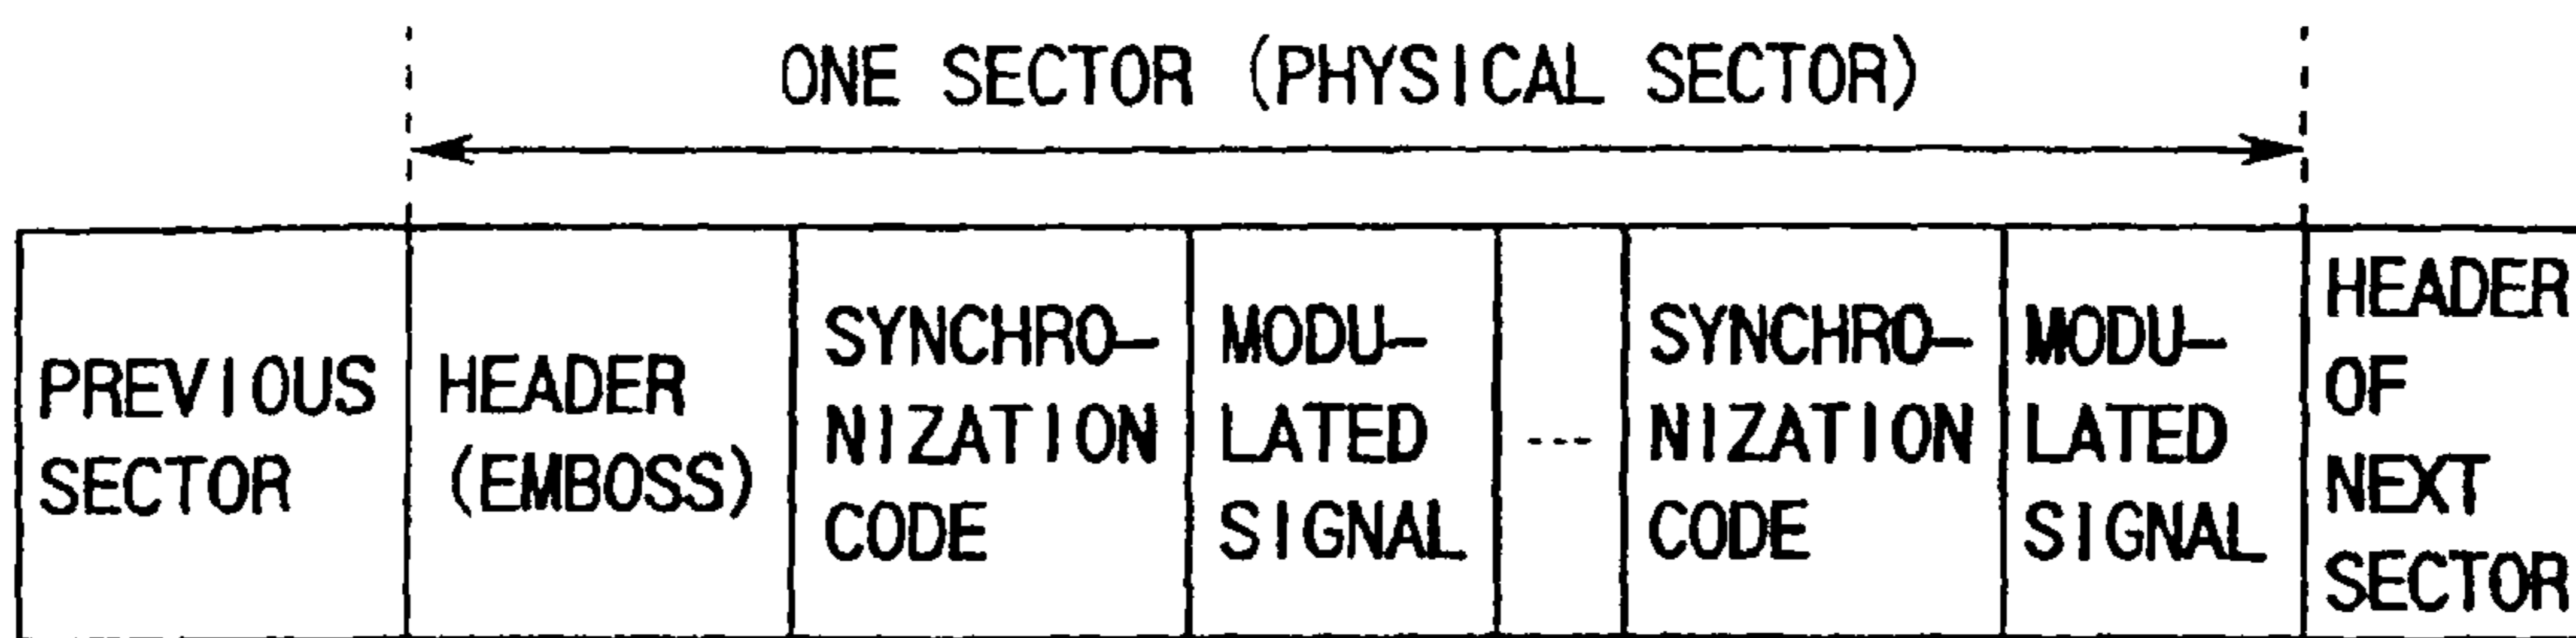 ONE SECTOR (PHYSICAL SECTOR)
PREVIOUS
SECTOR
HEADER
(EMBOSS)
SYNCHRO–
NIZATION
CODE
MODU–
LATED
SIGNAL
---
SYNCHRO–
NIZATION
CODE
MODU–
LATED
SIGNAL
HEADER
OF
NEXT
SECTOR